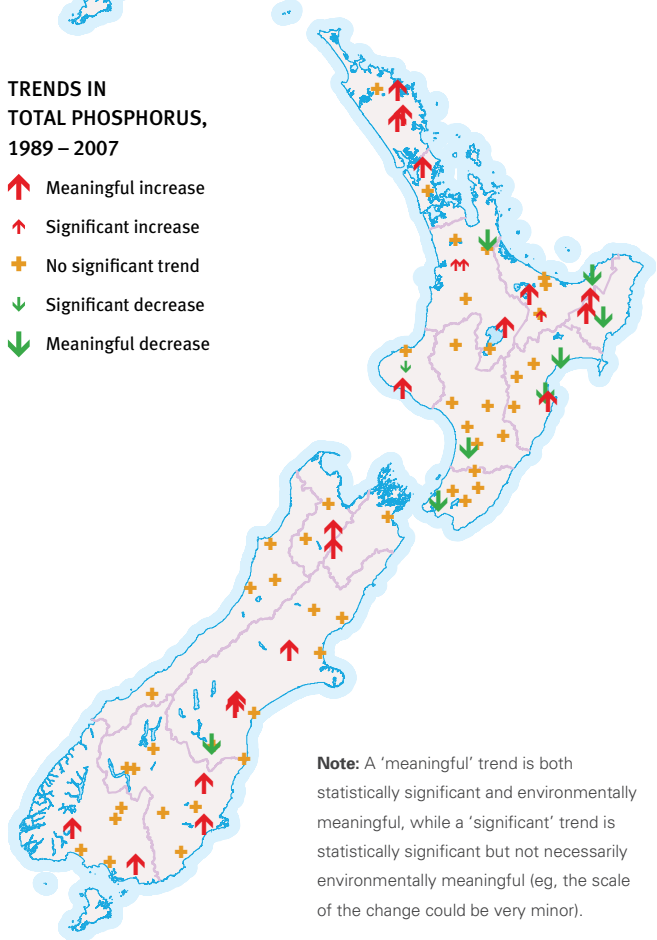 TRENDS IN
TOTAL PHOSPHORUS,
1989 – 2007
Meaningful increase
Significant increase
No significant trend
Significant decrease
Meaningful decrease
Note: A ‘meaningful’ trend is both
statistically significant and environmentally
meaningful, while a ‘significant’ trend is
statistically significant but not necessarily
environmentally meaningful (eg, the scale
of the change could be very minor).